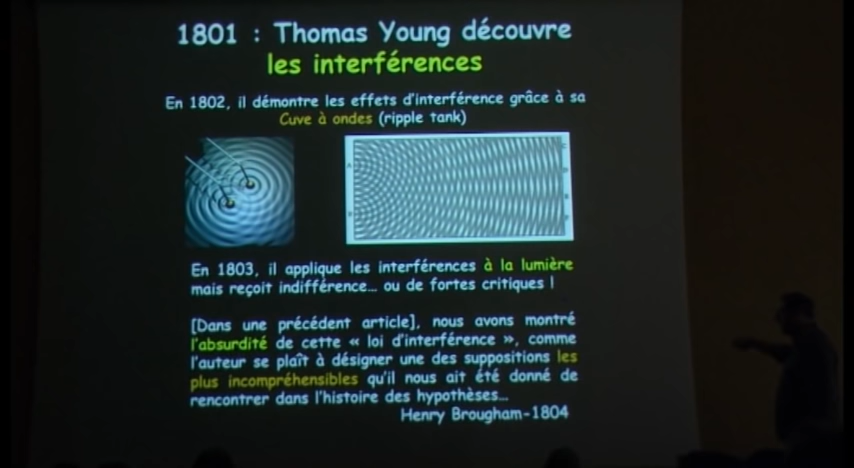 1801 : Thomas Young découvre
les interférences
En 1802, il démontre les effets d'interférence grâce à sa
Cuve à ondes (ripple tank)
En 1803, il applique les interférences à la lumière
mais reçoit indifférence... ou de fortes critiques !
[Dans une précédent article], nous avons montré
l'absurdité de cette « loi d'interférence », comme
l'auteur se plaît à désigner une des suppositions les
plus incompréhensibles qu'il nous ait été donné de
rencontrer dans l'histoire des hypothèses...
Henry Brougham-1804